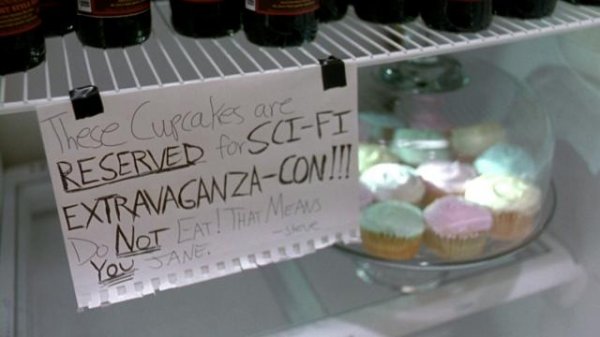 These Cupcakes are
RESERVED for SCI-FI
EXTRAVAGANZA-CON!!!
Do NOT EAT! THAT MEANS
YOU JANE.
-Steve